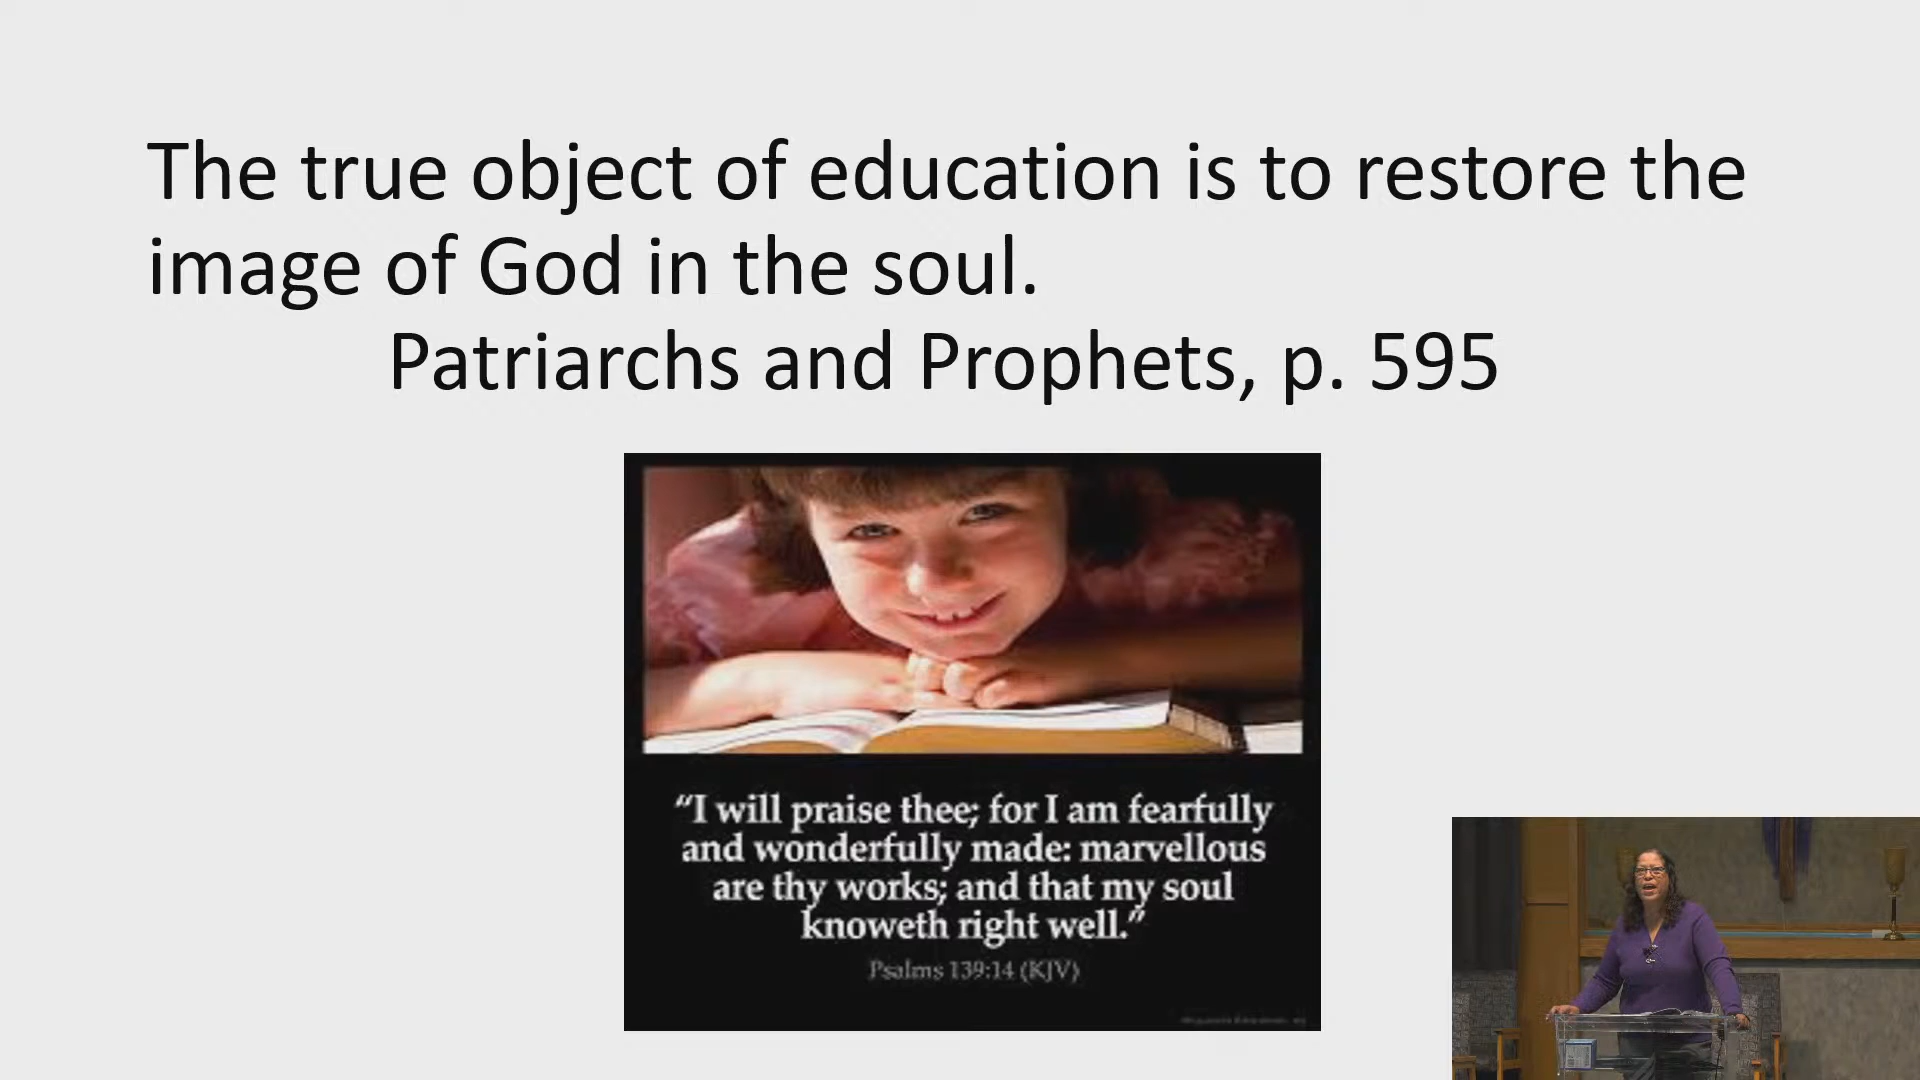 The true object of education is to restore the
image of God in the soul.
Patriarchs and Prophets, p. 595
“I will praise thee; for I am fearfully
and wonderfully made: marvellous
are thy works; and that my soul
knoweth right well.”
Psalms 139:14 (KJV)